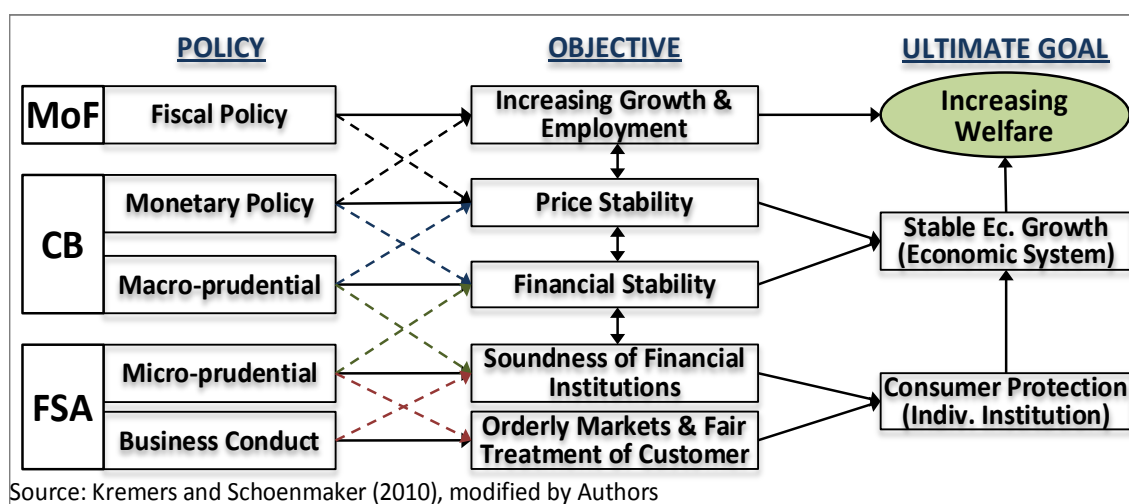 POLICY
OBJECTIVE
ULTIMATE GOAL
MoF
Fiscal Policy
Increasing Growth &
Employment
Increasing
Welfare
CB
Monetary Policy
Price Stability
Stable Ec. Growth
(Economic System)
Macro-prudential
Financial Stability
FSA
Micro-prudential
Soundness of Financial
Institutions
Consumer Protection
(Indiv. Institution)
Business Conduct
Orderly Markets & Fair
Treatment of Customer
Source: Kremers and Schoenmaker (2010), modified by Authors